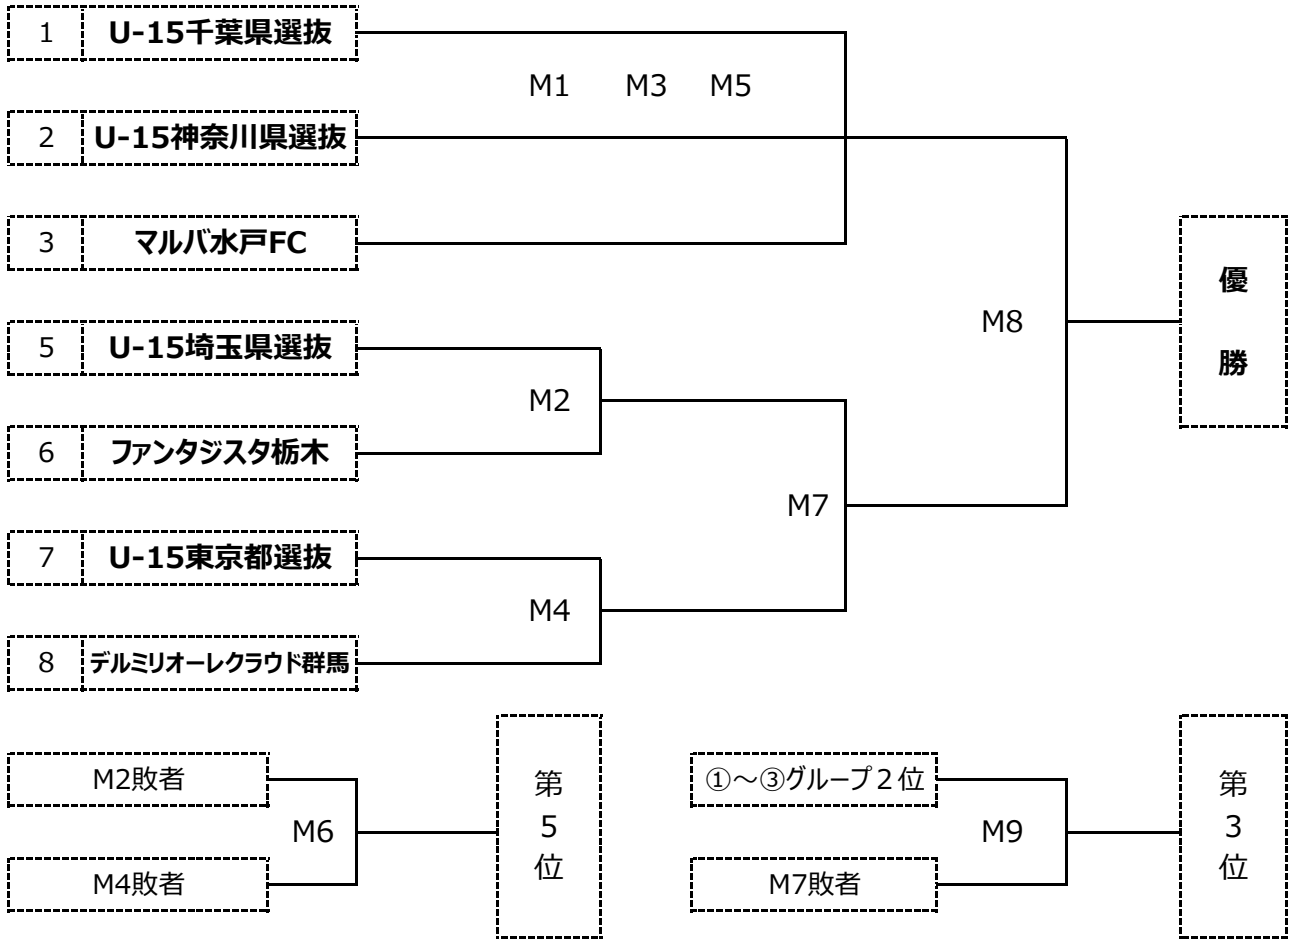 1 U-15千葉県選抜
M1 M3 M5
2 U-15神奈川県選抜
3 マルバ水戸FC
M8
優
勝
5 U-15埼玉県選抜
M2
6 ファンタジスタ栃木
M7
7 U-15東京都選抜
M4
8 デルミリオーレクラウド群馬
M2敗者
M6
M4敗者
第
5
位
①～③グループ２位
M9
M7敗者
第
3
位